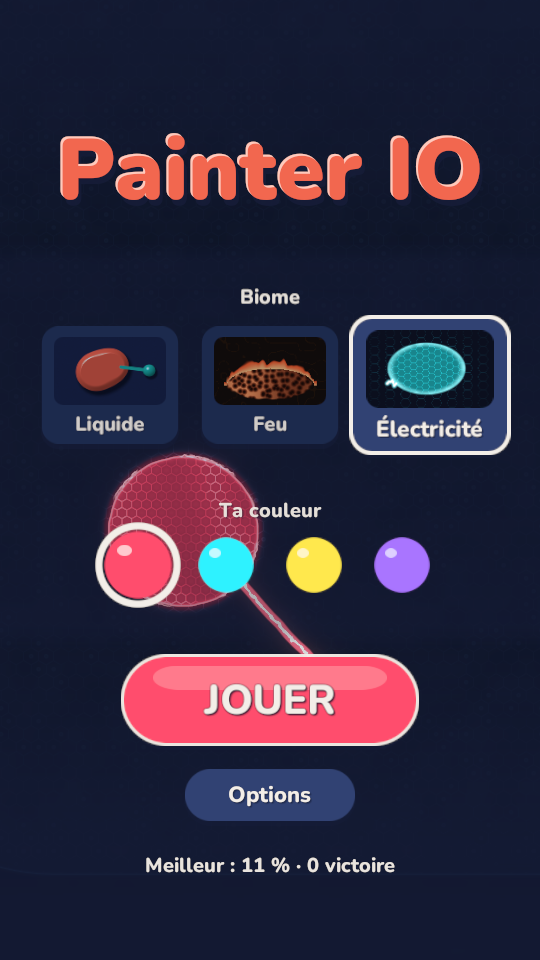 Painter IO
Biome
Liquide
Feu
Électricité
Ta couleur
JOUER
Options
Meilleur : 11 % · 0 victoire